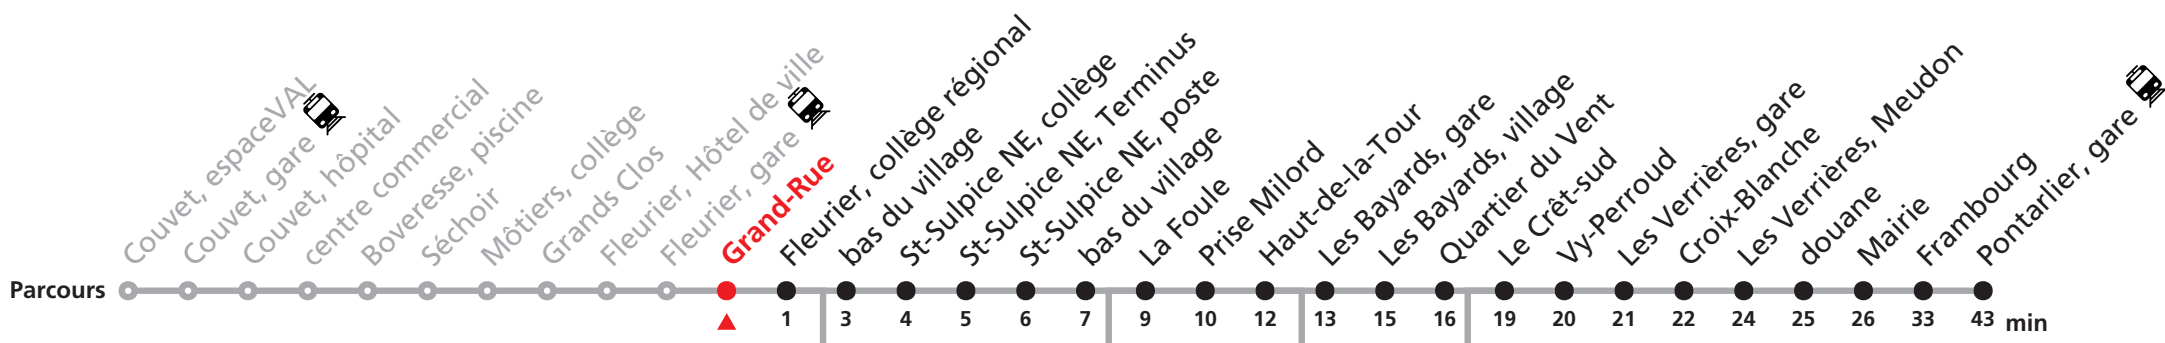 Parcours
Couvet, espaceVAL
Couvet, gare
Couvet, hôpital
centre commercial
Boveresse, piscine
Séchoir
Môtiers, collège
Grands Clos
Fleurier, Hôtel de ville
Fleurier, gare
Grand-Rue
Fleurier, collège régional
bas du village
St-Sulpice NE, collège
St-Sulpice NE, Terminus
St-Sulpice NE, poste
bas du village
La Foule
Prise Milord
Haut-de-la-Tour
Les Bayards, gare
Les Bayards, village
Quartier du Vent
Le Crêt-sud
Vy-Perroud
Les Verrières, gare
Croix-Blanche
Les Verrières, Meudon
douane
Mairie
Frambourg
Pontarlier, gare
1 3 4 5 6 7 9 10 12 13 15 16 19 20 21 22 24 25 26 33 43 min